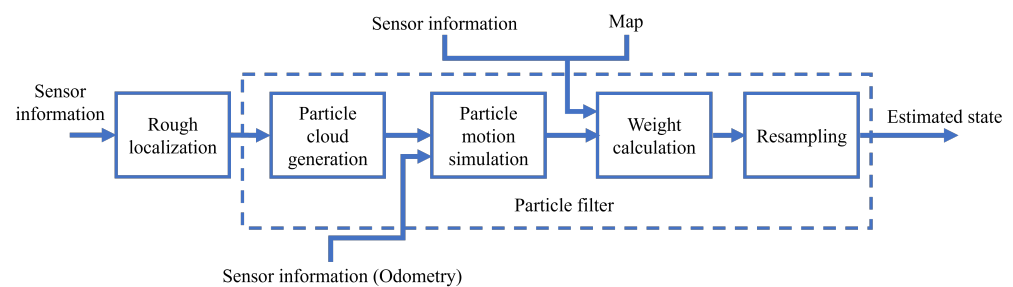 Sensor information
Map
Sensor
information
Rough
localization
Particle
cloud
generation
Particle
motion
simulation
Weight
calculation
Resampling
Estimated state
Particle filter
Sensor information (Odometry)